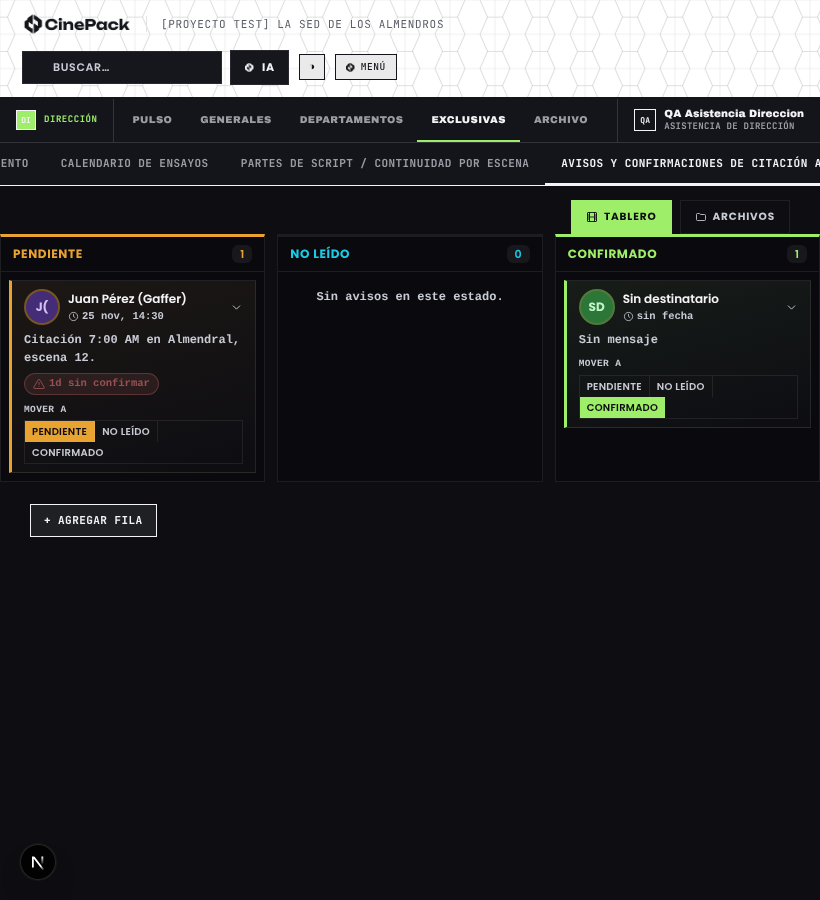 CinePack
[PROYECTO TEST] LA SED DE LOS ALMENDROS
BUSCAR…
IA
MENÚ
DI
DIRECCIÓN
PULSO
GENERALES
DEPARTAMENTOS
EXCLUSIVAS
ARCHIVO
QA
QA Asistencia Direccion
ASISTENCIA DE DIRECCIÓN
ENTO
CALENDARIO DE ENSAYOS
PARTES DE SCRIPT / CONTINUIDAD POR ESCENA
AVISOS Y CONFIRMACIONES DE CITACIÓN A
TABLERO
ARCHIVOS
PENDIENTE
1
J(
Juan Pérez (Gaffer)
25 nov, 14:30
Citación 7:00 AM en Almendral,
escena 12.
1d sin confirmar
MOVER A
PENDIENTE
NO LEÍDO
CONFIRMADO
NO LEÍDO
0
Sin avisos en este estado.
CONFIRMADO
1
SD
Sin destinatario
sin fecha
Sin mensaje
MOVER A
PENDIENTE
NO LEÍDO
CONFIRMADO
+ AGREGAR FILA
N